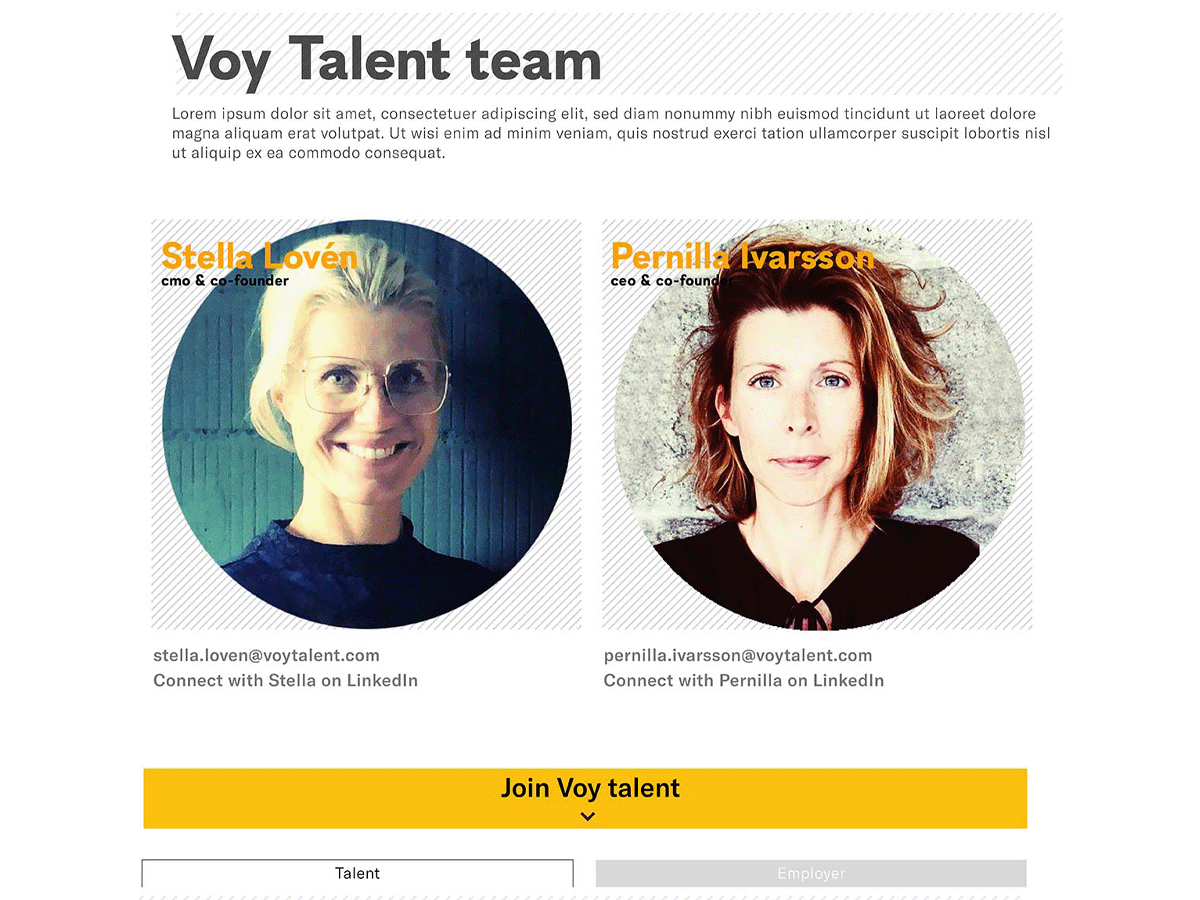 Voy Talent team
Lorem ipsum dolor sit amet, consectetuer adipiscing elit, sed diam nonummy nibh euismod tincidunt ut laoreet dolore
magna aliquam erat volutpat. Ut wisi enim ad minim veniam, quis nostrud exerci tation ullamcorper suscipit lobortis nisl
ut aliquip ex ea commodo consequat.
Stella Lovén
cmo & co-founder
stella.loven@voytalent.com
Connect with Stella on LinkedIn
Pernilla Ivarsson
ceo & co-founder
pernilla.ivarsson@voytalent.com
Connect with Pernilla on LinkedIn
Join Voy talent
Talent
Employer